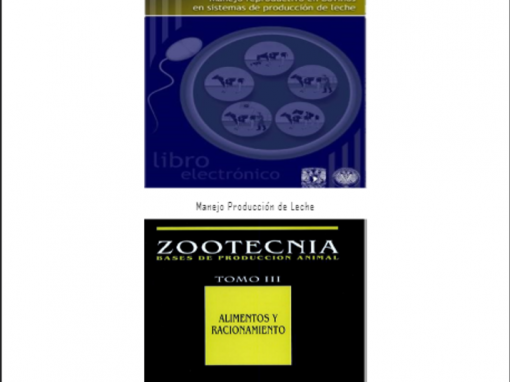 en sistemas de producción de leche
libro
electrónico
Manejo Producción de Leche
ZOOTECNIA
BASES DE PRODUCCION ANIMAL
TOMO III
ALIMENTOS Y
RACIONAMIENTO